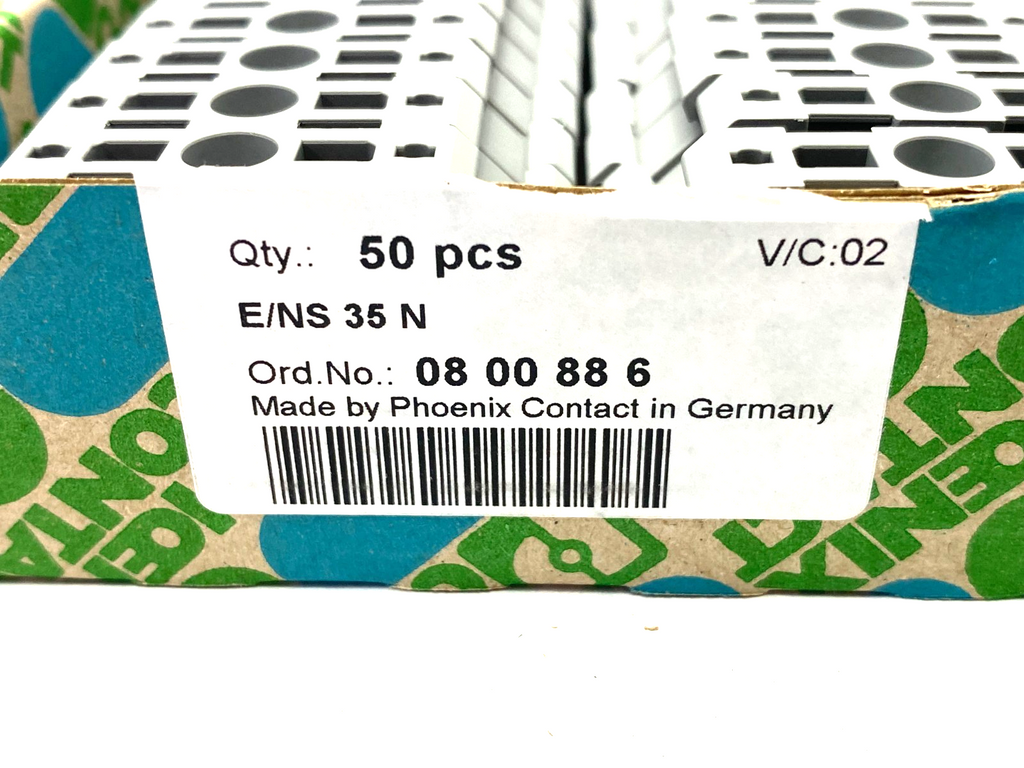 Qty.: 50 pcs V/C:02
E/NS 35 N
Ord.No.: 08 00 88 6
Made by Phoenix Contact in Germany